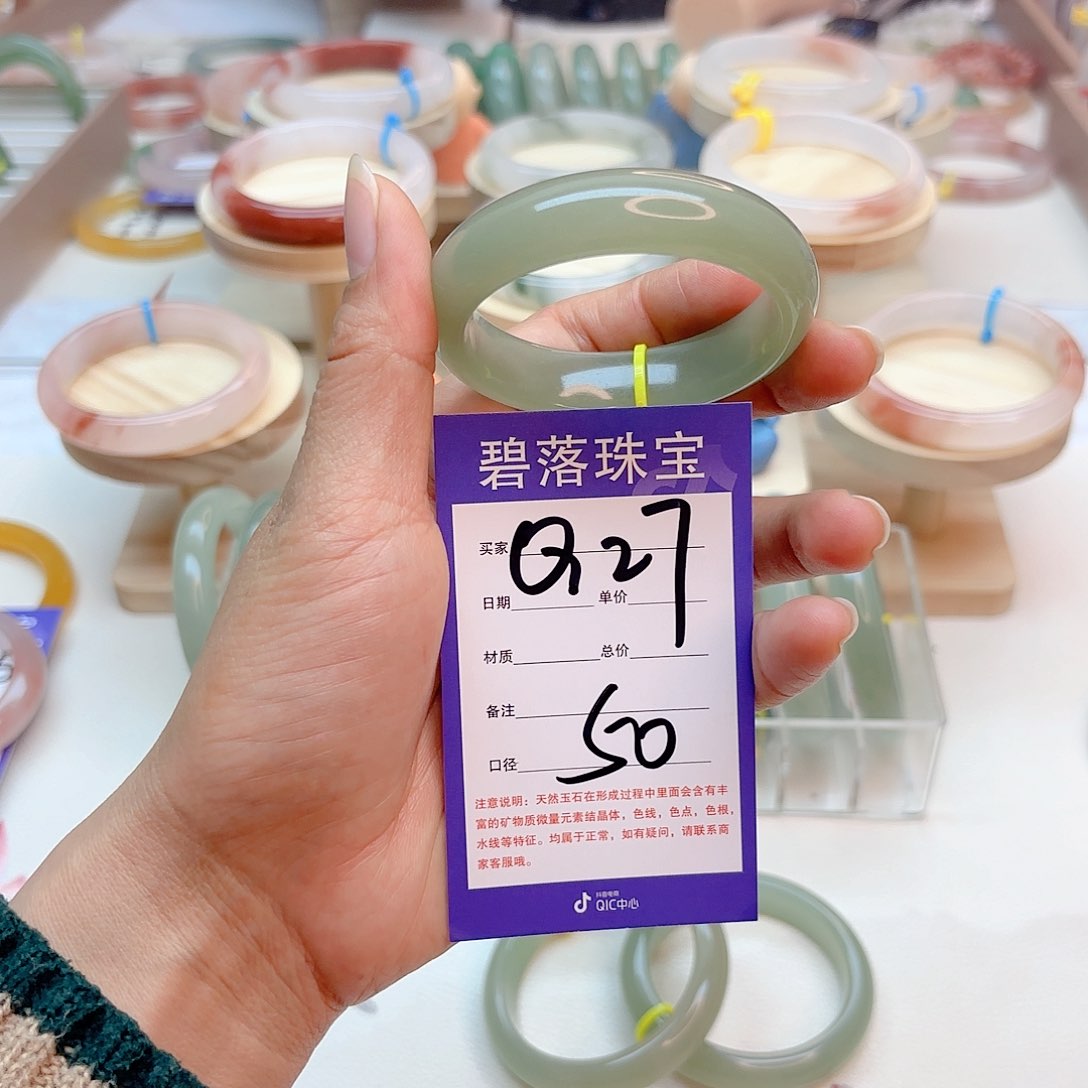 碧落珠宝
买家 Q27
日期 单价
材质 总价
备注
口径 50
注意说明：天然玉石在形成过程中里面会含有丰
富的矿物质微量元素结晶体，色线，色点，色根，
水线等特征。均属于正常，如有疑问，请联系商
家客服哦。
抖音电商
QIC中心